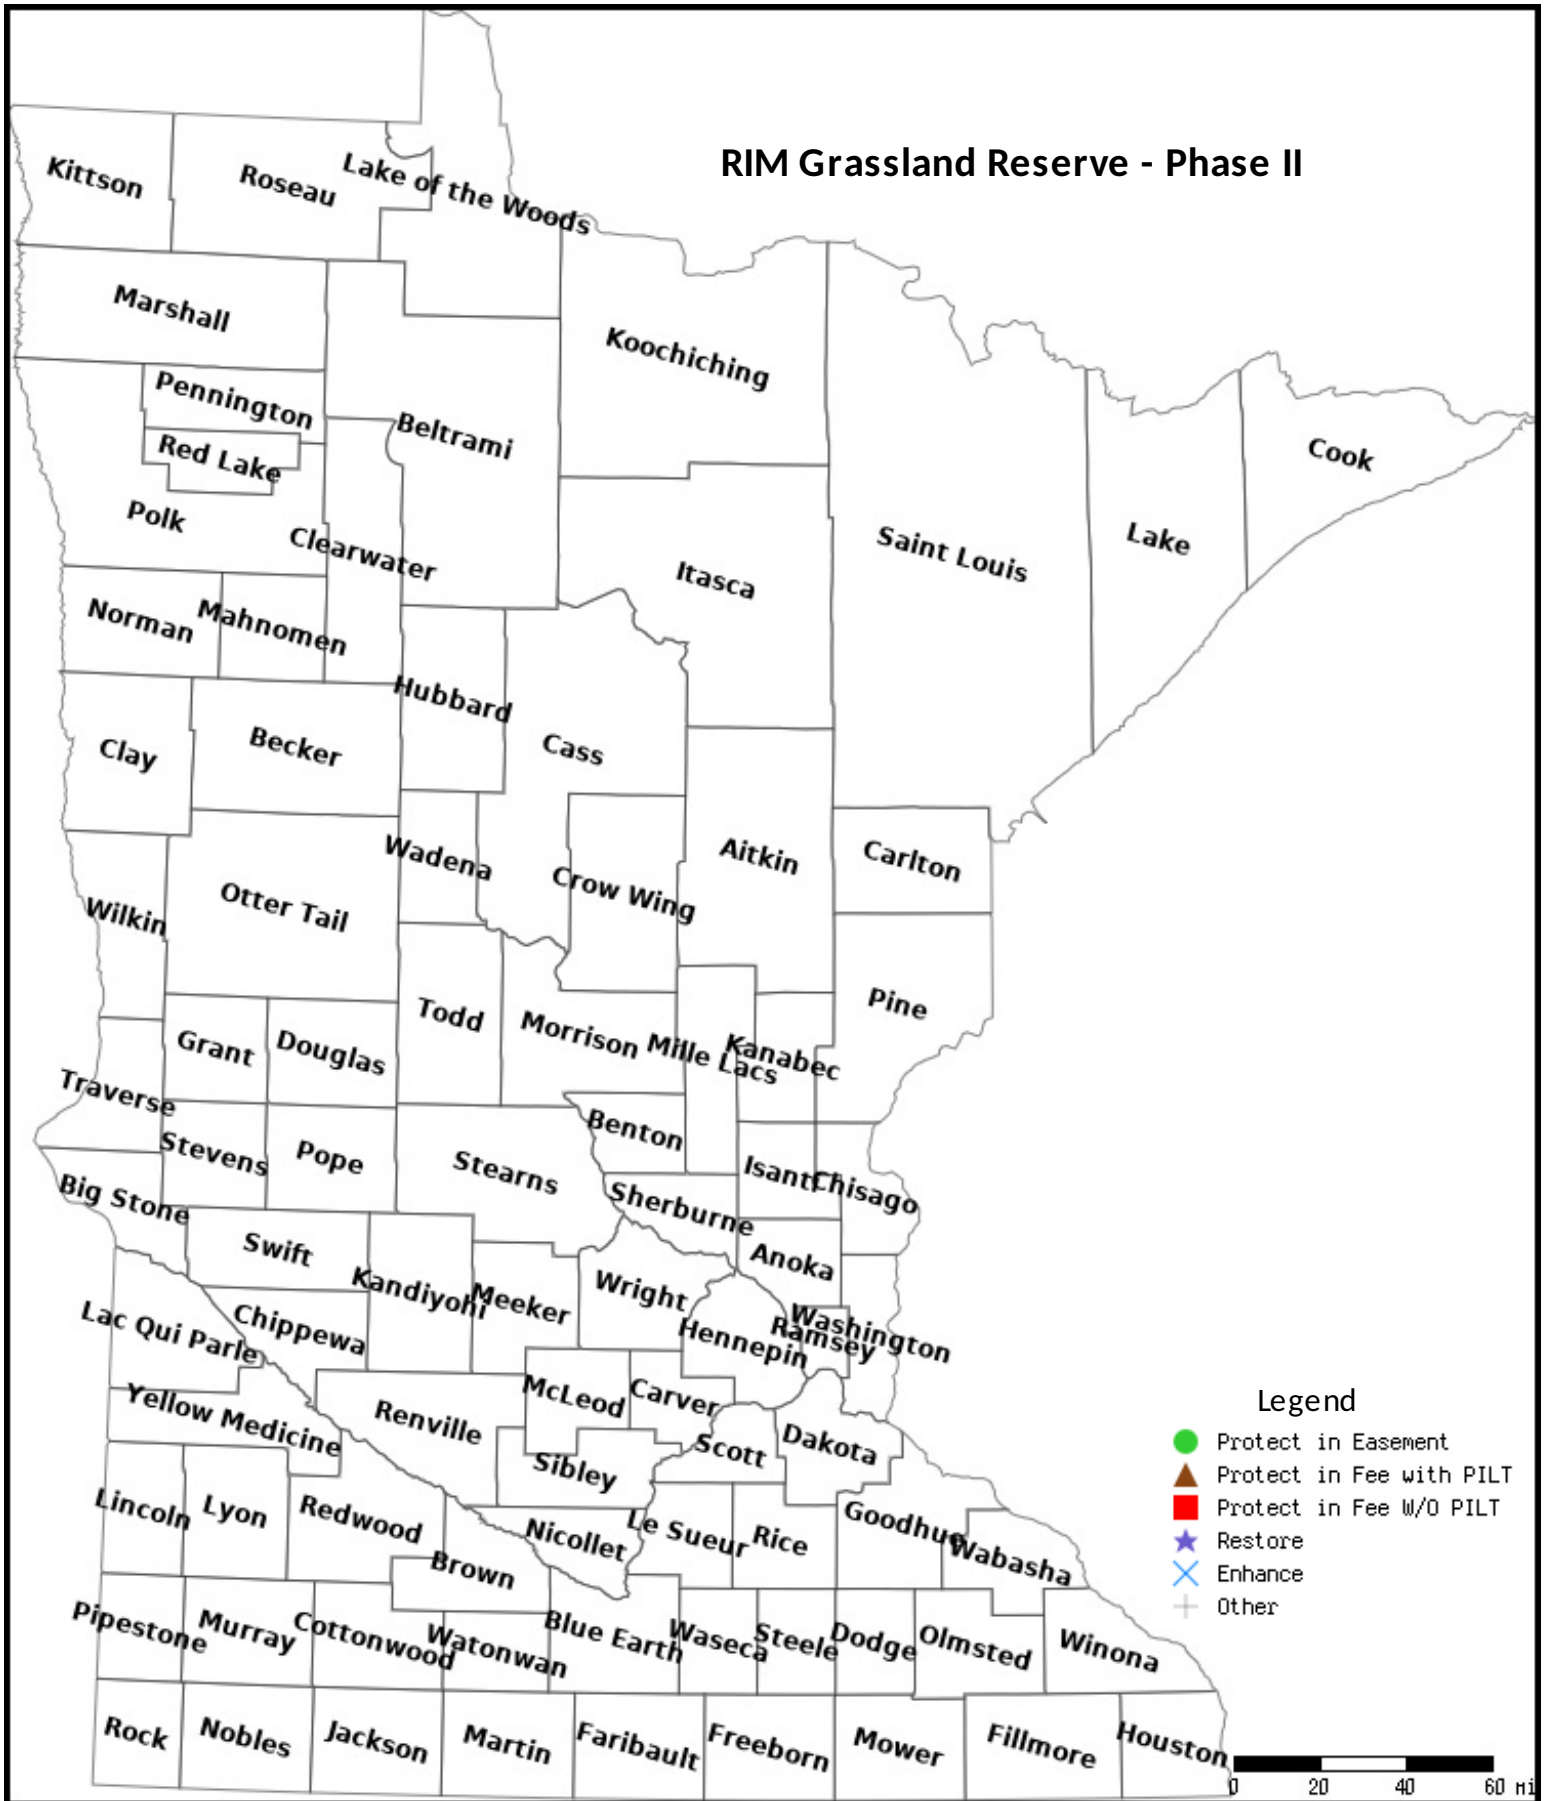 RIM Grassland Reserve - Phase II
Kittson
Roseau
Lake of the Woods
Marshall
Koochiching
Pennington
Beltrami
Red Lake
Cook
Polk
Clearwater
Saint Louis
Lake
Itasca
Norman
Mahnomen
Hubbard
Clay
Becker
Cass
Wadena
Aitkin
Carlton
Wilkin
Otter Tail
Crow Wing
Pine
Todd
Morrison
Mille Lacs
Kanabec
Grant
Douglas
Traverse
Stevens
Pope
Stearns
Benton
Isanti
Chisago
Big Stone
Sherburne
Swift
Anoka
Kandiyohi
Meeker
Wright
Lac Qui Parle
Chippewa
Hennepin
Ramsey
Washington
Yellow Medicine
Renville
McLeod
Carver
Scott
Dakota
Sibley
Lincoln
Lyon
Redwood
Nicollet
Le Sueur
Rice
Goodhue
Wabasha
Brown
Pipestone
Murray
Cottonwood
Watonwan
Blue Earth
Waseca
Steele
Dodge
Olmsted
Winona
Rock
Nobles
Jackson
Martin
Faribault
Freeborn
Mower
Fillmore
Houston
Legend
Protect in Easement
Protect in Fee with PILT
Protect in Fee W/O PILT
Restore
Enhance
Other
0 20 40 60 mi